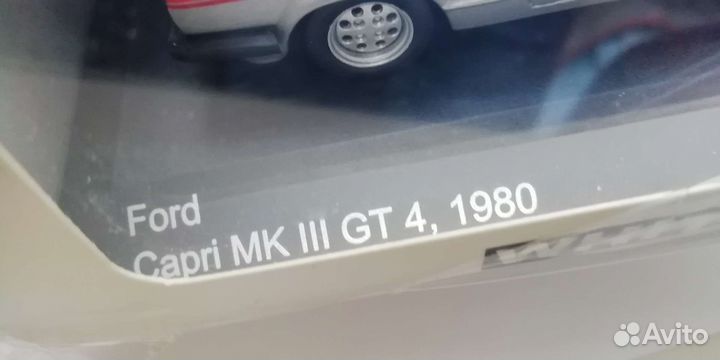 Ford
Capri MK III GT 4, 1980
Avito